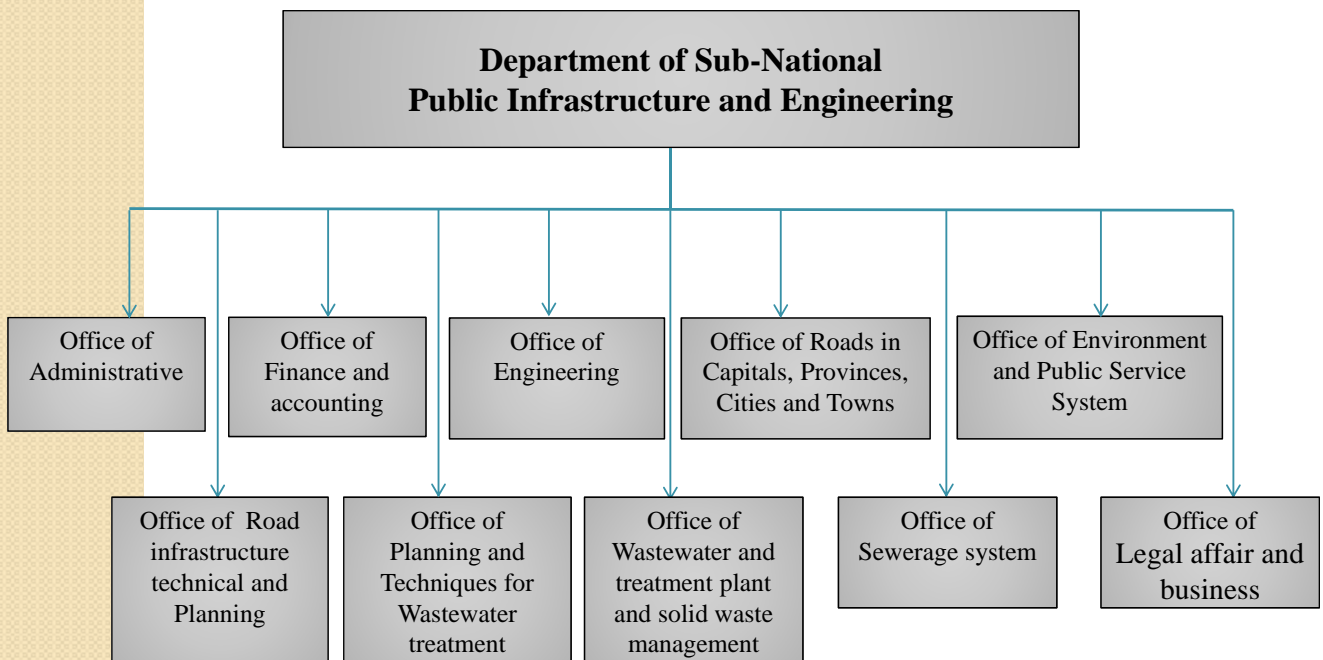 Department of Sub-National
Public Infrastructure and Engineering
Office of
Administrative
Office of
Finance and
accounting
Office of
Engineering
Office of Roads in
Capitals, Provinces,
Cities and Towns
Office of Environment
and Public Service
System
Office of Road
infrastructure
technical and
Planning
Office of
Planning and
Techniques for
Wastewater
treatment
Office of
Wastewater and
treatment plant
and solid waste
management
Office of
Sewerage system
Office of
Legal affair and
business